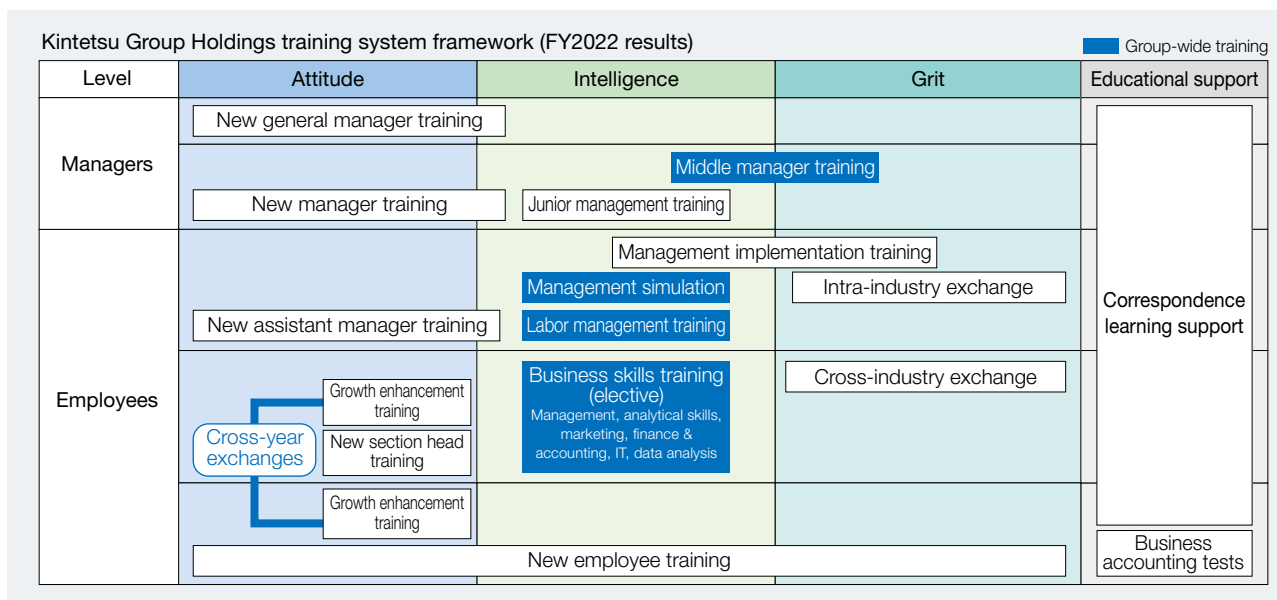 Kintetsu Group Holdings training system framework (FY2022 results)
Group-wide training
Level
Attitude
Intelligence
Grit
Educational support
Managers
New general manager training
Middle manager training
New manager training
Junior management training
Employees
Management implementation training
Management simulation
Intra-industry exchange
New assistant manager training
Labor management training
Business skills training
(elective)
Management, analytical skills,
marketing, finance &
accounting, IT, data analysis
Cross-industry exchange
Growth enhancement
training
Cross-year
exchanges
New section head
training
Growth enhancement
training
New employee training
Correspondence
learning support
Business
accounting tests